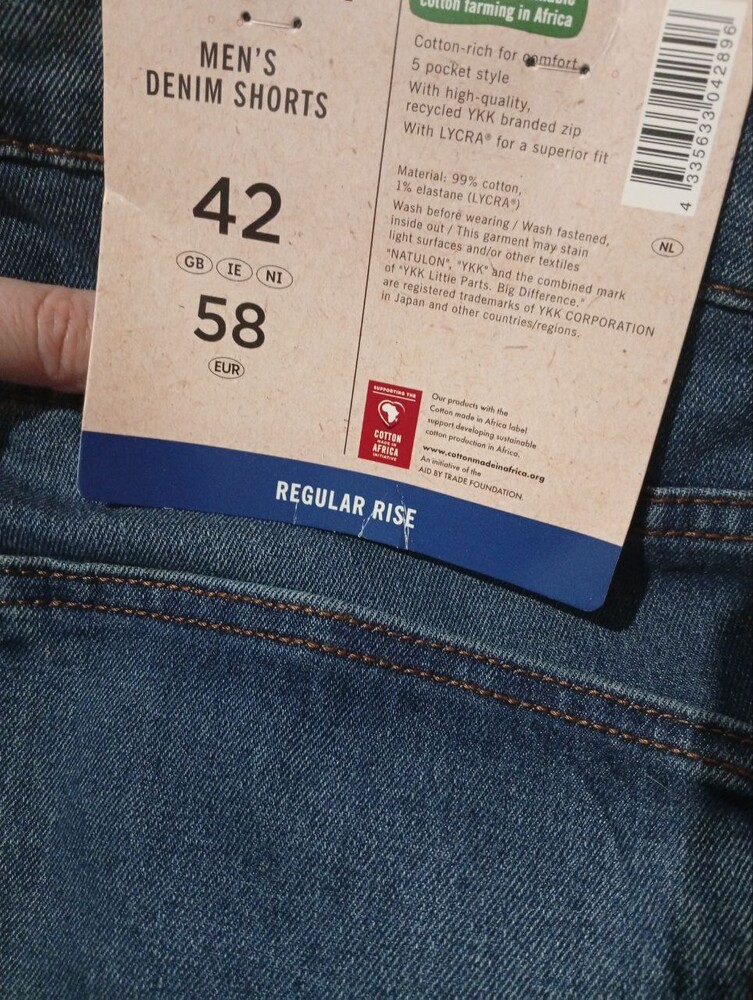 MEN'S
DENIM SHORTS
42
GB IE NI
58
EUR
cotton farming in Africa
Cotton-rich for comfort
5 pocket style
With high-quality,
recycled YKK branded zip
With LYCRA® for a superior fit
Material: 99% cotton,
1% elastane (LYCRA®)
Wash before wearing / Wash fastened,
inside out / This garment may stain
light surfaces and/or other textiles
"NATULON", "YKK" and the combined mark
of "YKK Little Parts. Big Difference."
are registered trademarks of YKK CORPORATION
in Japan and other countries/regions.
4 335633 042896
NL
SUPPORTING THE
COTTON
MADE IN
AFRICA
INITIATIVE
Our products with the
Cotton made in Africa label
support developing sustainable
cotton production in Africa.
www.cottonmadeinafrica.org
An initiative of the
AID BY TRADE FOUNDATION.
REGULAR RISE